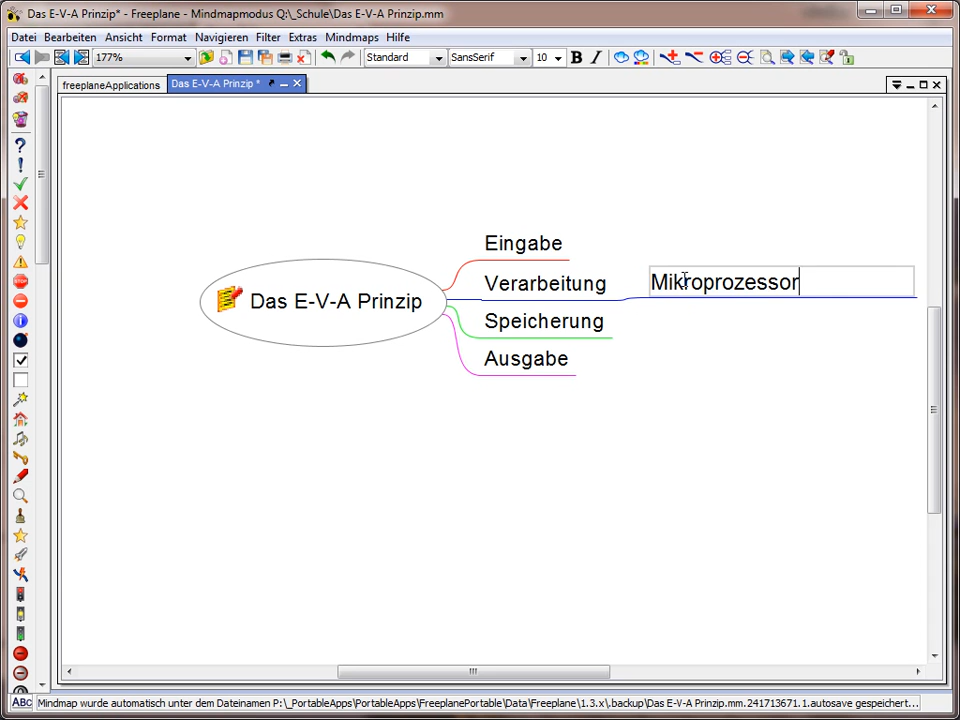 Das E-V-A Prinzip* - Freeplane - Mindmapmodus Q:\_Schule\Das E-V-A Prinzip.mm
Datei Bearbeiten Ansicht Format Navigieren Filter Extras Mindmaps Hilfe
177% Standard SansSerif 10 B I
freeplaneApplications Das E-V-A Prinzip *
Eingabe
Verarbeitung Mikroprozessor
Das E-V-A Prinzip
Speicherung
Ausgabe
ABC Mindmap wurde automatisch unter dem Dateinamen P:\_PortableApps\PortableApps\FreeplanePortable\Data\Freeplane\1.3.x\.backup\Das E-V-A Prinzip.mm.241713671.1.autosave gespeichert...